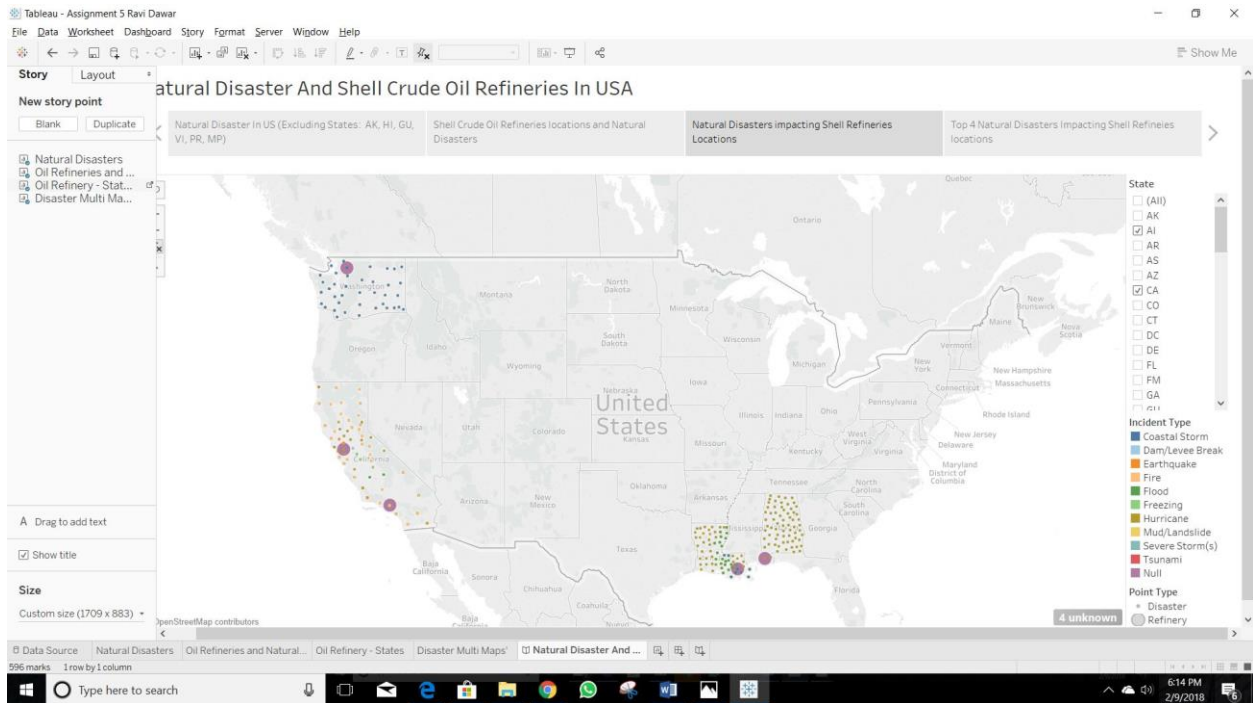 Tableau - Assignment 5 Ravi Dawar
File Data Worksheet Dashboard Story Format Server Window Help
Show Me
Story Layout
New story point
Blank Duplicate
Natural Disasters
Oil Refineries and ...
Oil Refinery - Stat...
Disaster Multi Ma...
A Drag to add text
Show title
Size
Custom size (1709 x 883)
atural Disaster And Shell Crude Oil Refineries In USA
Natural Disaster In US (Excluding States: AK, HI, GU,
VI, PR, MP)
Shell Crude Oil Refineries locations and Natural
Disasters
Natural Disasters impacting Shell Refineries
Locations
Top 4 Natural Disasters Impacting Shell Refineies
locations
Quebec
Ontario
Washington
Montana
North
Dakota
Minnesota
New
Brunswick
Maine
Nova
Scotia
Oregon
Idaho
South
Dakota
Wisconsin
Michigan
Vermont
New
York
New Hampshire
Massachusetts
Connecticut
Rhode Island
Wyoming
Iowa
Nebraska
Pennsylvania
United
States
Nevada
Utah
Colorado
Kansas
Illinois
Indiana
Ohio
New Jersey
Delaware
Missouri
West
Virginia
Virginia
Kentucky
Maryland
District of
Columbia
California
Arizona
New
Mexico
Oklahoma
Arkansas
Tennessee
North
Carolina
South
Carolina
Mississippi
Georgia
Texas
Florida
Baja
California
Sonora
Chihuahua
Coahuila
Baja
OpenStreetMap contributors
4 unknown
State
(All)
AK
Al
AR
AS
AZ
CA
CO
CT
DC
DE
FL
FM
GA
GU
Incident Type
Coastal Storm
Dam/Levee Break
Earthquake
Fire
Flood
Freezing
Hurricane
Mud/Landslide
Severe Storm(s)
Tsunami
Null
Point Type
Disaster
Refinery
Data Source Natural Disasters Oil Refineries and Natural... Oil Refinery - States Disaster Multi Maps' Natural Disaster And ...
596 marks 1 row by 1 column
Type here to search
6:14 PM
2/9/2018
6